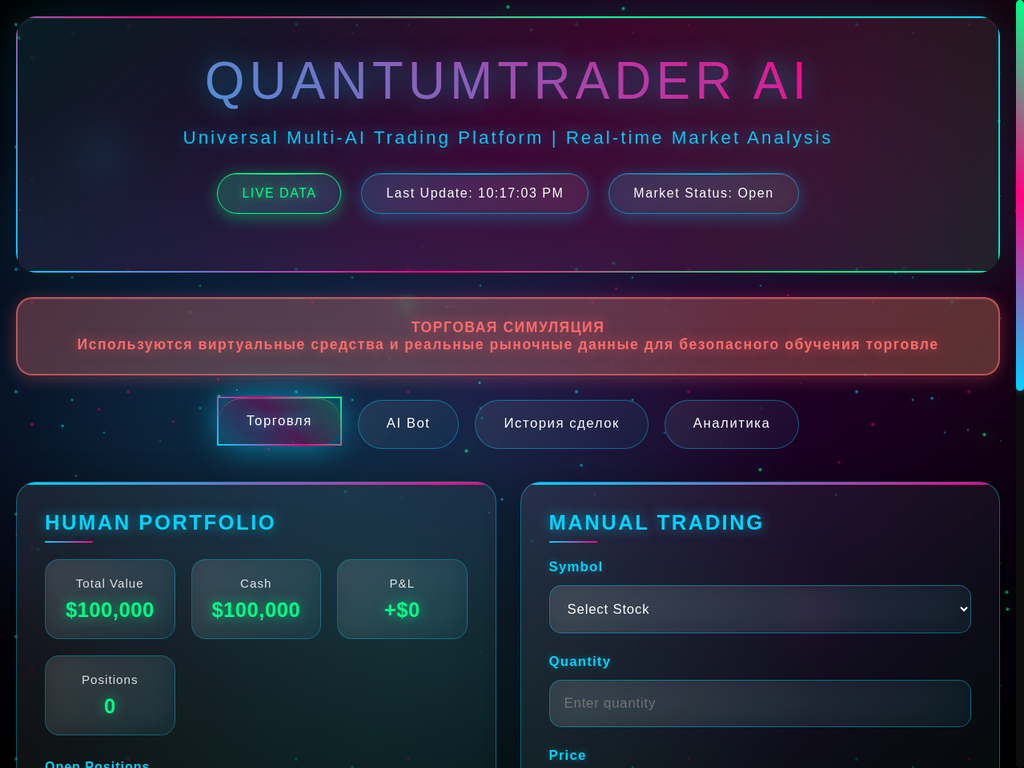 QUANTUMTRADER AI
Universal Multi-AI Trading Platform | Real-time Market Analysis
LIVE DATA
Last Update: 10:17:03 PM
Market Status: Open
ТОРГОВАЯ СИМУЛЯЦИЯ
Используются виртуальные средства и реальные рыночные данные для безопасного обучения торговле
Торговля
AI Bot
История сделок
Аналитика
HUMAN PORTFOLIO
Total Value
$100,000
Cash
$100,000
P&L
+$0
Positions
0
Open Positions
MANUAL TRADING
Symbol
Select Stock
Quantity
Enter quantity
Price